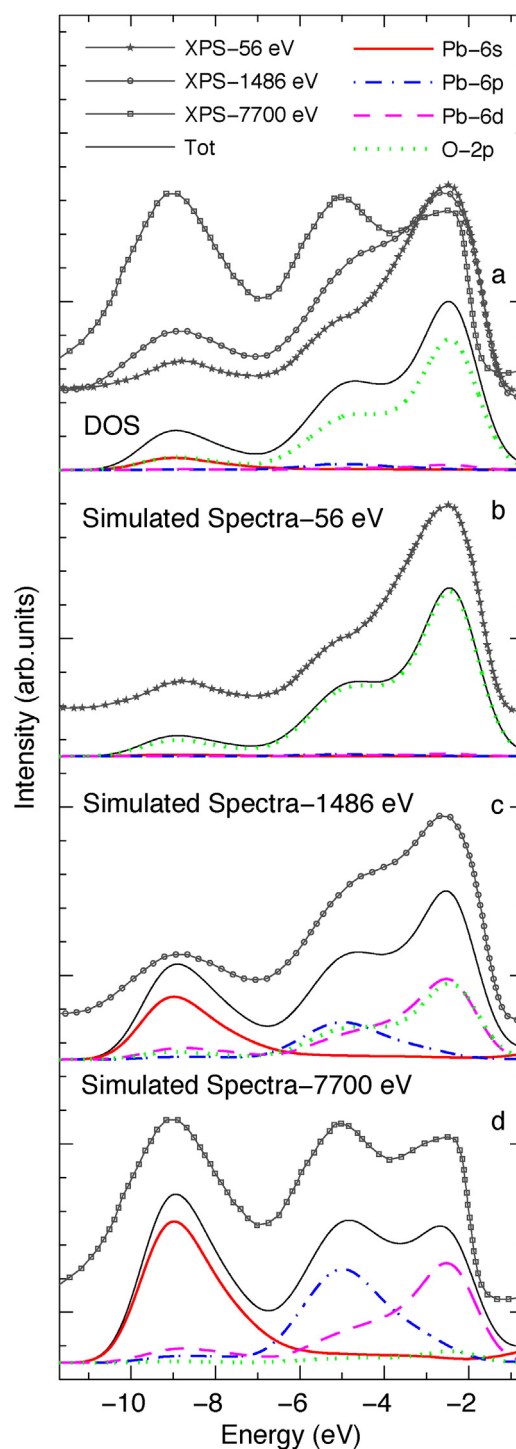 XPS−56 eV
XPS−1486 eV
XPS−7700 eV
Tot
Pb−6s
Pb−6p
Pb−6d
O−2p
a
DOS
Simulated Spectra−56 eV
b
Simulated Spectra−1486 eV
c
Simulated Spectra−7700 eV
d
Intensity (arb.units)
−10
−8
−6
−4
−2
Energy (eV)